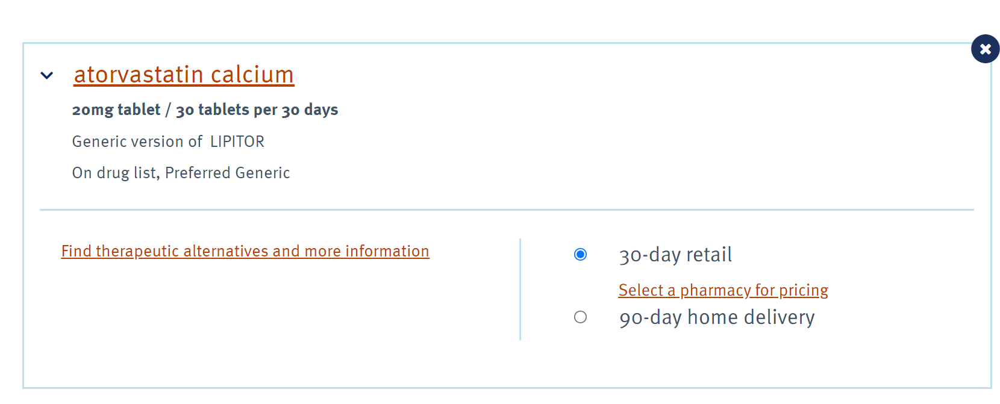 atorvastatin calcium
20mg tablet / 30 tablets per 30 days
Generic version of LIPITOR
On drug list, Preferred Generic
Find therapeutic alternatives and more information
30-day retail
Select a pharmacy for pricing
90-day home delivery